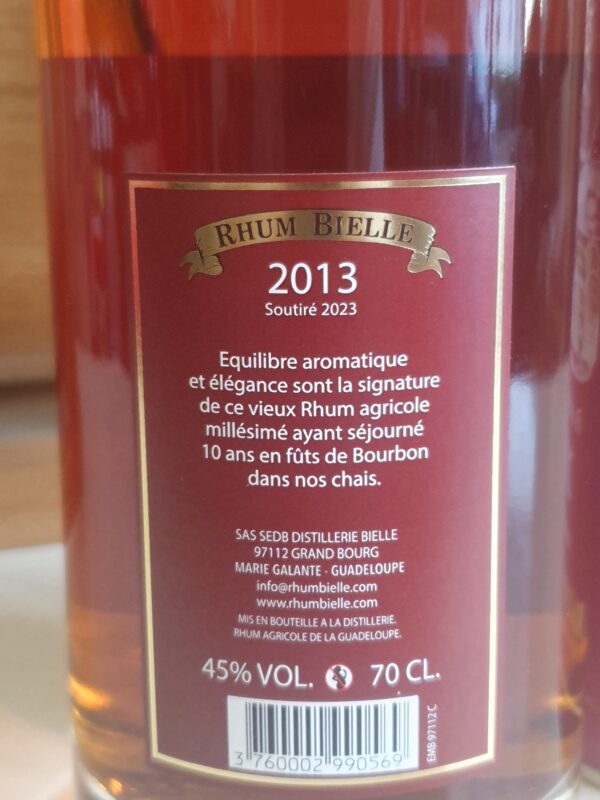 RHUM BIELLE
2013
Soutiré 2023
Equilibre aromatique
et élégance sont la signature
de ce vieux Rhum agricole
millésimé ayant séjourné
10 ans en fûts de Bourbon
dans nos chais.
SAS SEDB DISTILLERIE BIELLE
97112 GRAND BOURG
MARIE GALANTE - GUADELOUPE
info@rhumbielle.com
www.rhumbielle.com
MIS EN BOUTEILLE A LA DISTILLERIE.
RHUM AGRICOLE DE LA GUADELOUPE.
45% VOL. 70 CL.
3 760002 990569
EMB 97112 C